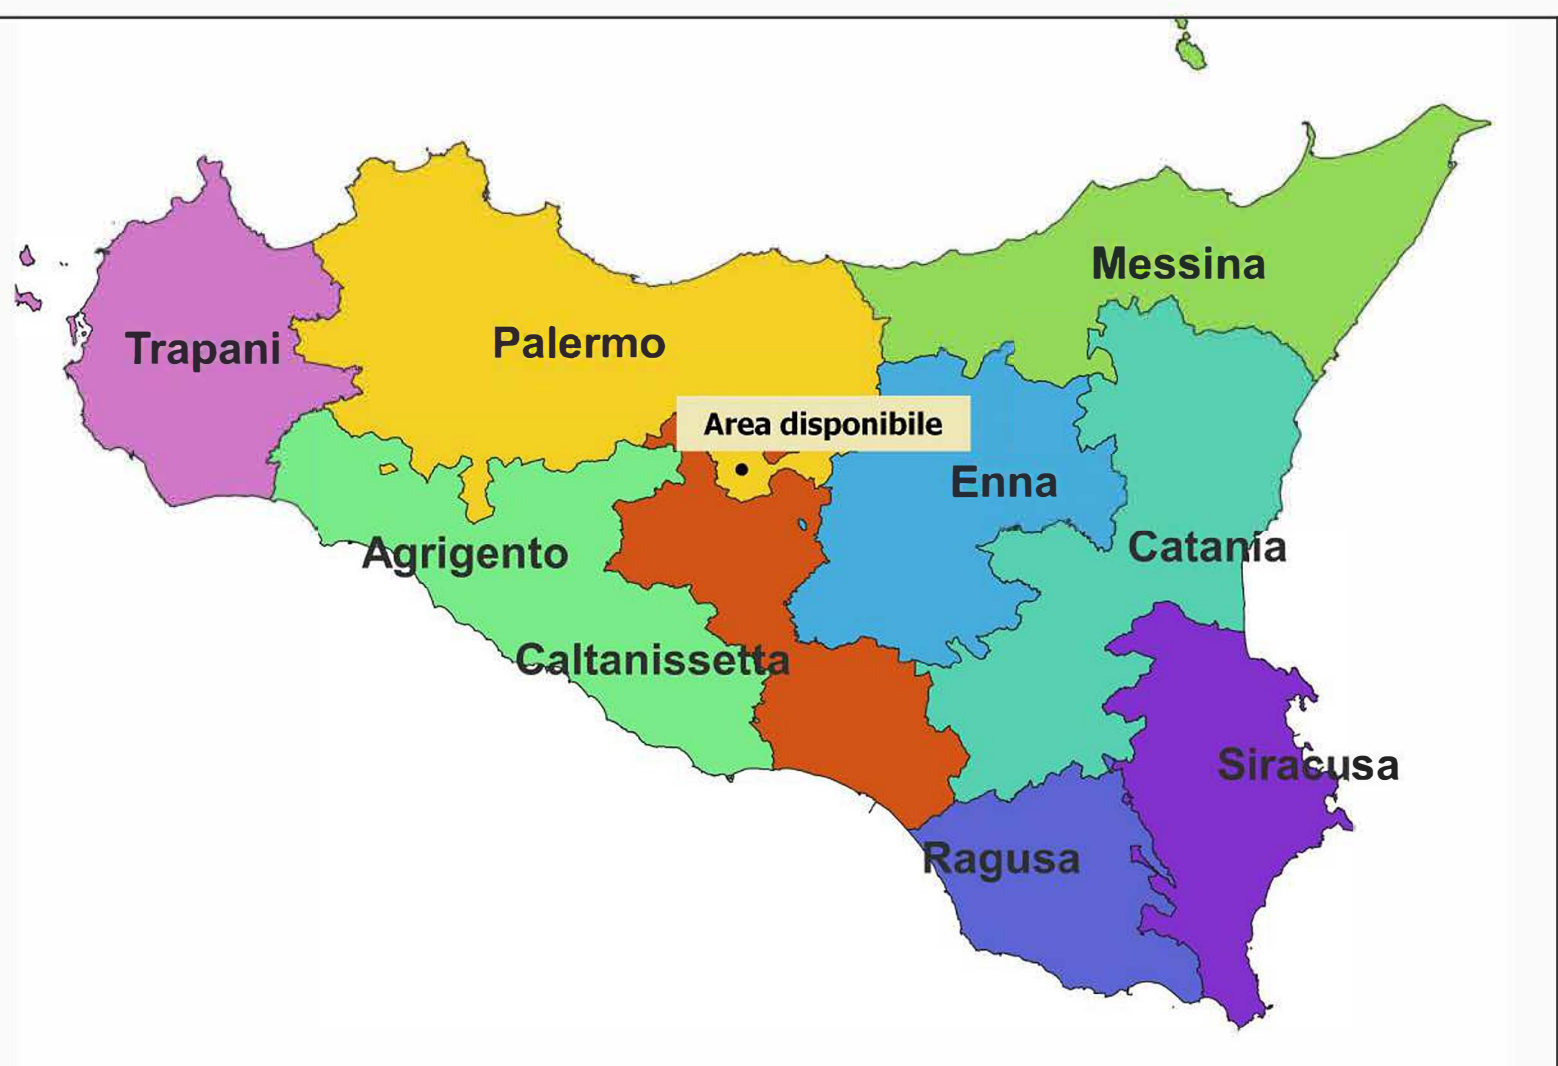 Messina
Trapani
Palermo
Area disponibile
Enna
Agrigento
Catania
Caltanissetta
Siracusa
Ragusa